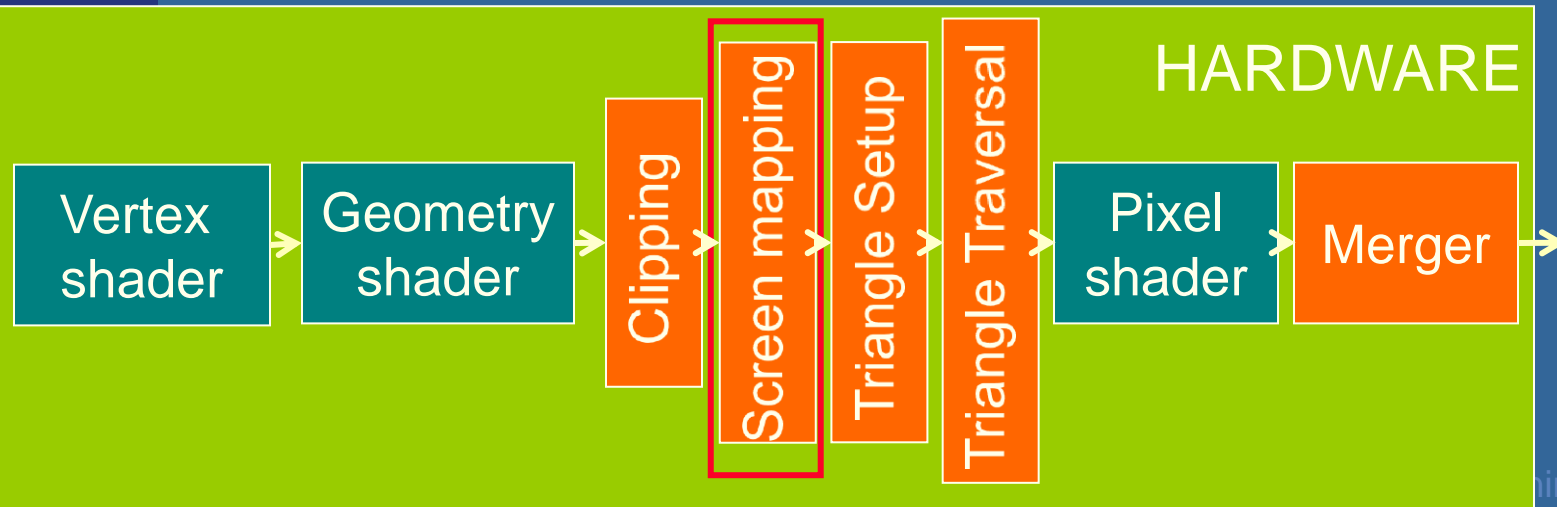 HARDWARE
Vertex
shader
Geometry
shader
Clipping
Screen mapping
Triangle Setup
Triangle Traversal
Pixel
shader
Merger